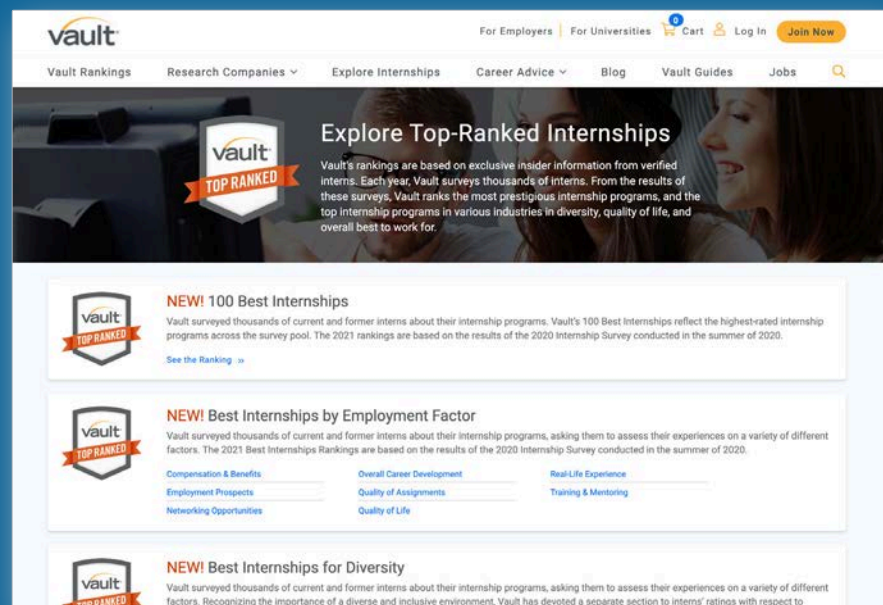 vault
For Employers | For Universities 0 Cart Log In Join Now
Vault Rankings Research Companies Explore Internships Career Advice Blog Vault Guides Jobs
vault
TOP RANKED
Explore Top-Ranked Internships
Vault's rankings are based on exclusive insider information from verified
interns. Each year, Vault surveys thousands of interns. From the results of
these surveys, Vault ranks the most prestigious internship programs, and the
top internship programs in various industries in diversity, quality of life, and
overall best to work for.
vault
TOP RANKED
NEW! 100 Best Internships
Vault surveyed thousands of current and former interns about their internship programs. Vault's 100 Best Internships reflect the highest-rated internship
programs across the survey pool. The 2021 rankings are based on the results of the 2020 Internship Survey conducted in the summer of 2020.
See the Ranking »
vault
TOP RANKED
NEW! Best Internships by Employment Factor
Vault surveyed thousands of current and former interns about their internship programs, asking them to assess their experiences on a variety of different
factors. The 2021 Best Internships Rankings are based on the results of the 2020 Internship Survey conducted in the summer of 2020.
Compensation & Benefits Overall Career Development Real-Life Experience
Employment Prospects Quality of Assignments Training & Mentoring
Networking Opportunities Quality of Life
vault
TOP RANKED
NEW! Best Internships for Diversity
Vault surveyed thousands of current and former interns about their internship programs, asking them to assess their experiences on a variety of different
factors. Recognizing the importance of a diverse and inclusive environment, Vault has devoted a separate section to interns' ratings with respect to